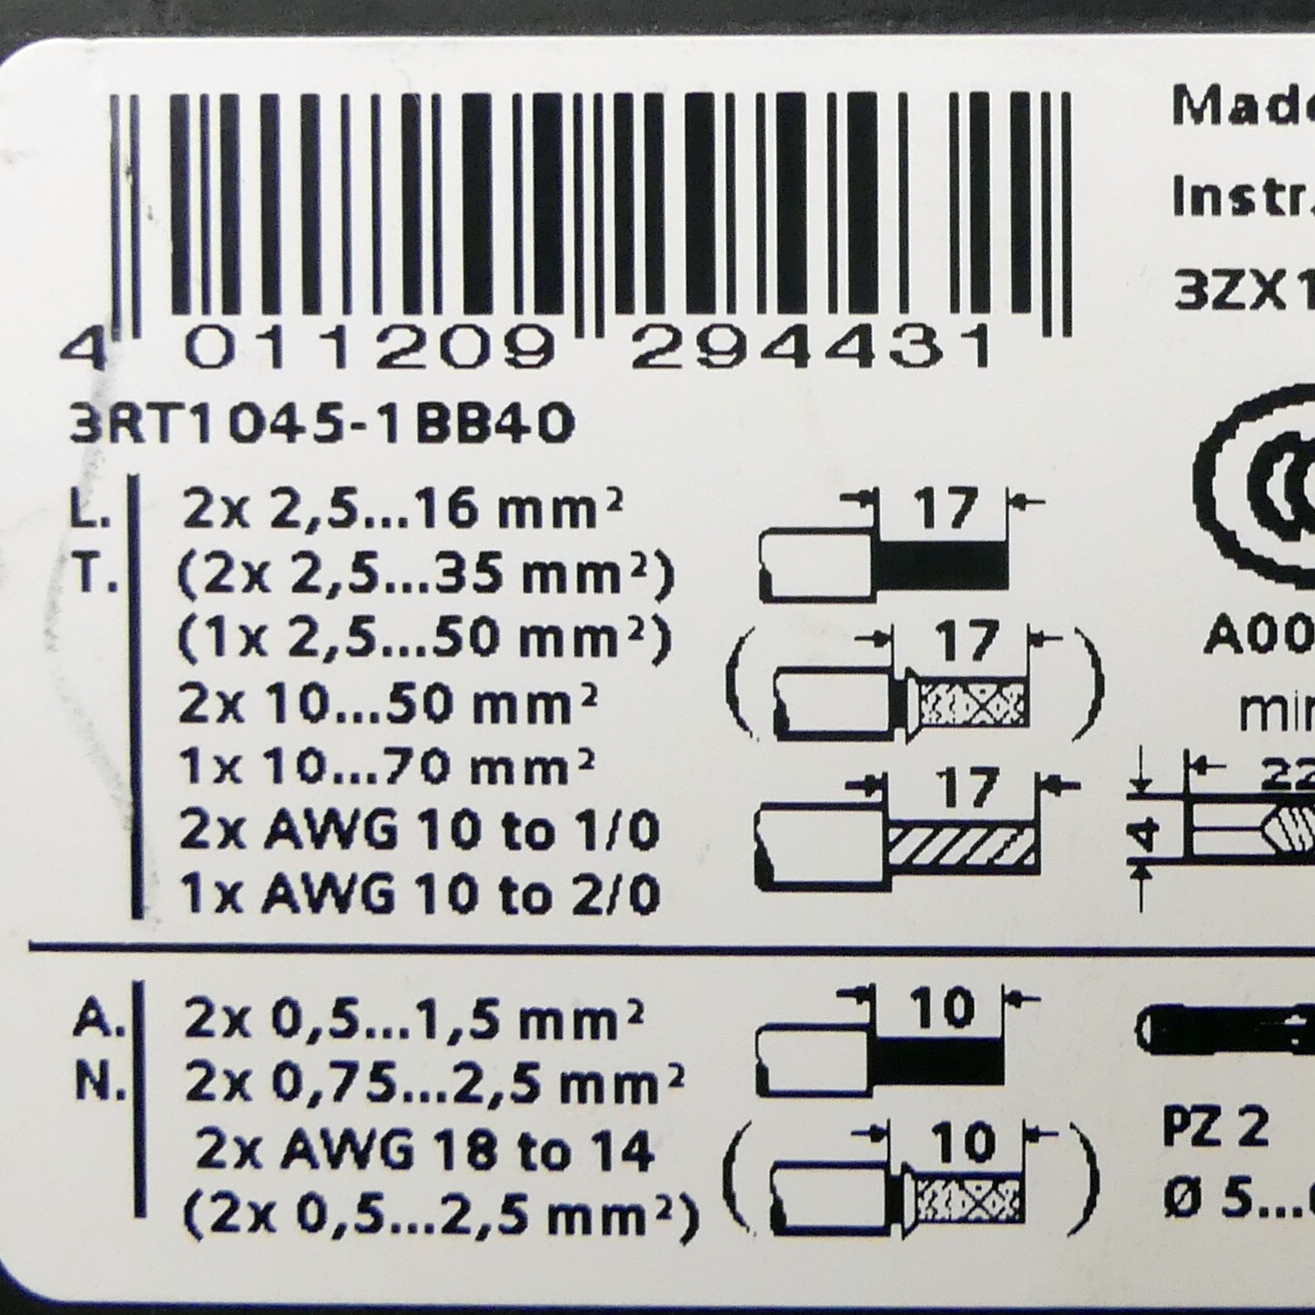 4 011209 294431
3RT1045-1BB40
L. 2x 2,5...16 mm²
T. (2x 2,5...35 mm²)
(1x 2,5...50 mm²)
2x 10...50 mm²
1x 10...70 mm²
2x AWG 10 to 1/0
1x AWG 10 to 2/0
17
17
17
A. 2x 0,5...1,5 mm²
N. 2x 0,75...2,5 mm²
2x AWG 18 to 14
(2x 0,5...2,5 mm²)
10
10
Instr.
3ZX1
A00
22
4
PZ 2
Ø 5...